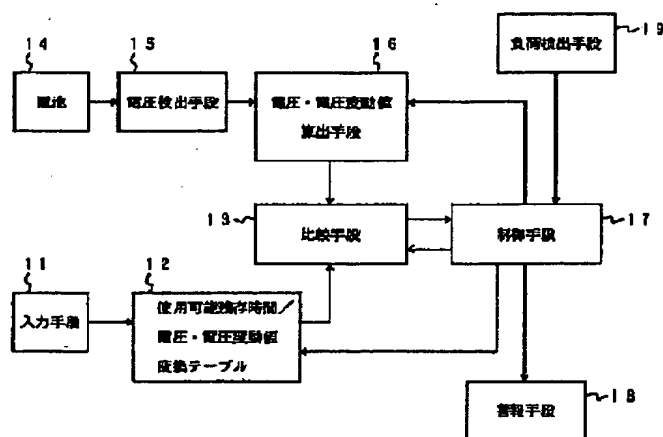 14
15
16
19
電池
電圧検出手段
電圧・電圧変動値
算出手段
負荷検出手段
13
比較手段
制御手段
17
11
12
入力手段
使用可能残存時間/
電圧・電圧変動値
変換テーブル
警報手段
18